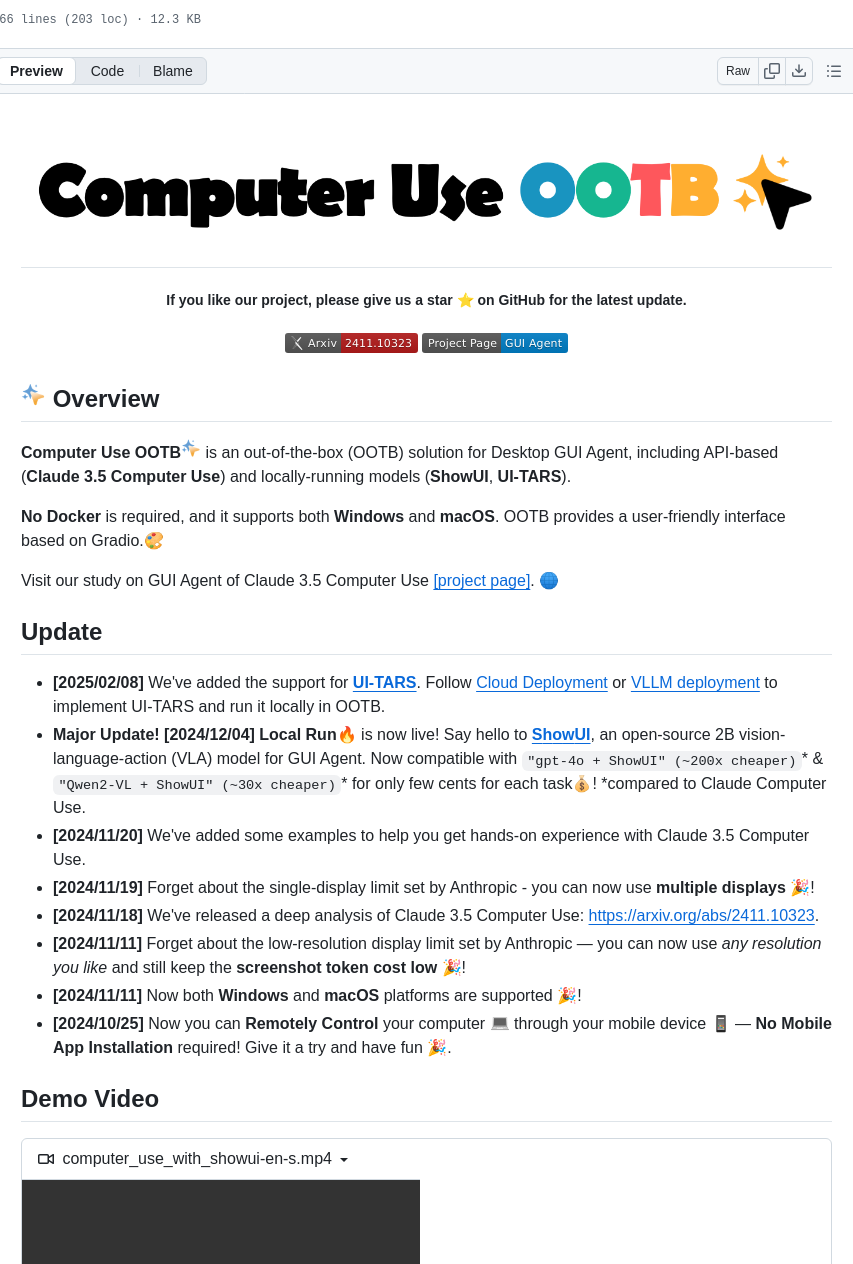 66 lines (203 loc) · 12.3 KB
Preview Code Blame Raw
Computer Use OOTB
If you like our project, please give us a star ⭐ on GitHub for the latest update.
Arxiv 2411.10323 Project Page GUI Agent
Overview
Computer Use OOTB is an out-of-the-box (OOTB) solution for Desktop GUI Agent, including API-based
(Claude 3.5 Computer Use) and locally-running models (ShowUI, UI-TARS).
No Docker is required, and it supports both Windows and macOS. OOTB provides a user-friendly interface
based on Gradio.🎨
Visit our study on GUI Agent of Claude 3.5 Computer Use [project page]. 🌐
Update
• [2025/02/08] We've added the support for UI-TARS. Follow Cloud Deployment or VLLM deployment to
implement UI-TARS and run it locally in OOTB.
• Major Update! [2024/12/04] Local Run🔥 is now live! Say hello to ShowUI, an open-source 2B vision-
language-action (VLA) model for GUI Agent. Now compatible with "gpt-4o + ShowUI" (~200x cheaper)* &
"Qwen2-VL + ShowUI" (~30x cheaper)* for only few cents for each task💰! *compared to Claude Computer
Use.
• [2024/11/20] We've added some examples to help you get hands-on experience with Claude 3.5 Computer
Use.
• [2024/11/19] Forget about the single-display limit set by Anthropic - you can now use multiple displays 🎉!
• [2024/11/18] We've released a deep analysis of Claude 3.5 Computer Use: https://arxiv.org/abs/2411.10323.
• [2024/11/11] Forget about the low-resolution display limit set by Anthropic — you can now use any resolution
you like and still keep the screenshot token cost low 🎉!
• [2024/11/11] Now both Windows and macOS platforms are supported 🎉!
• [2024/10/25] Now you can Remotely Control your computer 💻 through your mobile device 📱 — No Mobile
App Installation required! Give it a try and have fun 🎉.
Demo Video
computer_use_with_showui-en-s.mp4